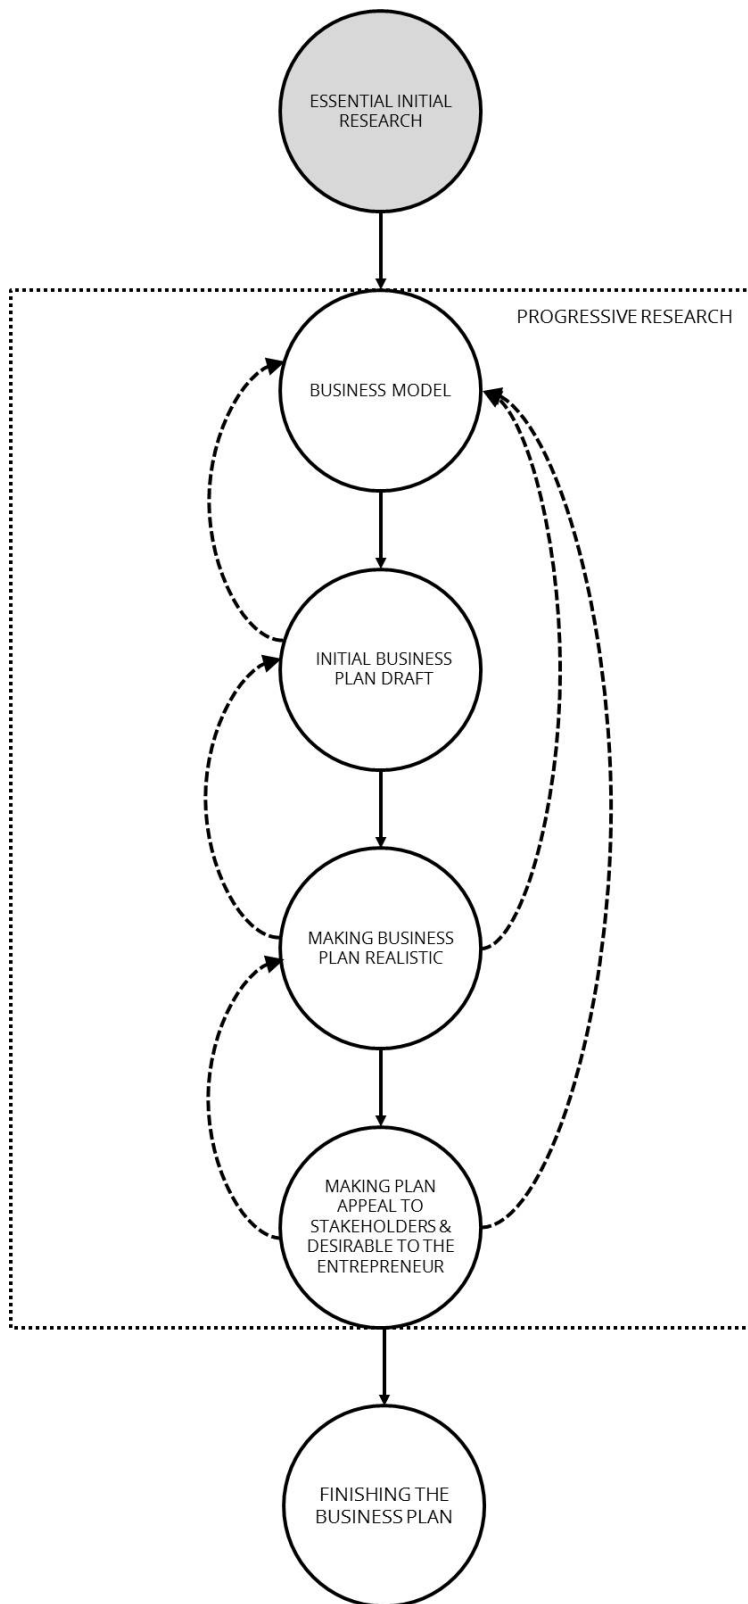 ESSENTIAL INITIAL
RESEARCH
PROGRESSIVE RESEARCH
BUSINESS MODEL
INITIAL BUSINESS
PLAN DRAFT
MAKING BUSINESS
PLAN REALISTIC
MAKING PLAN
APPEAL TO
STAKEHOLDERS &
DESIRABLE TO THE
ENTREPRENEUR
FINISHING THE
BUSINESS PLAN